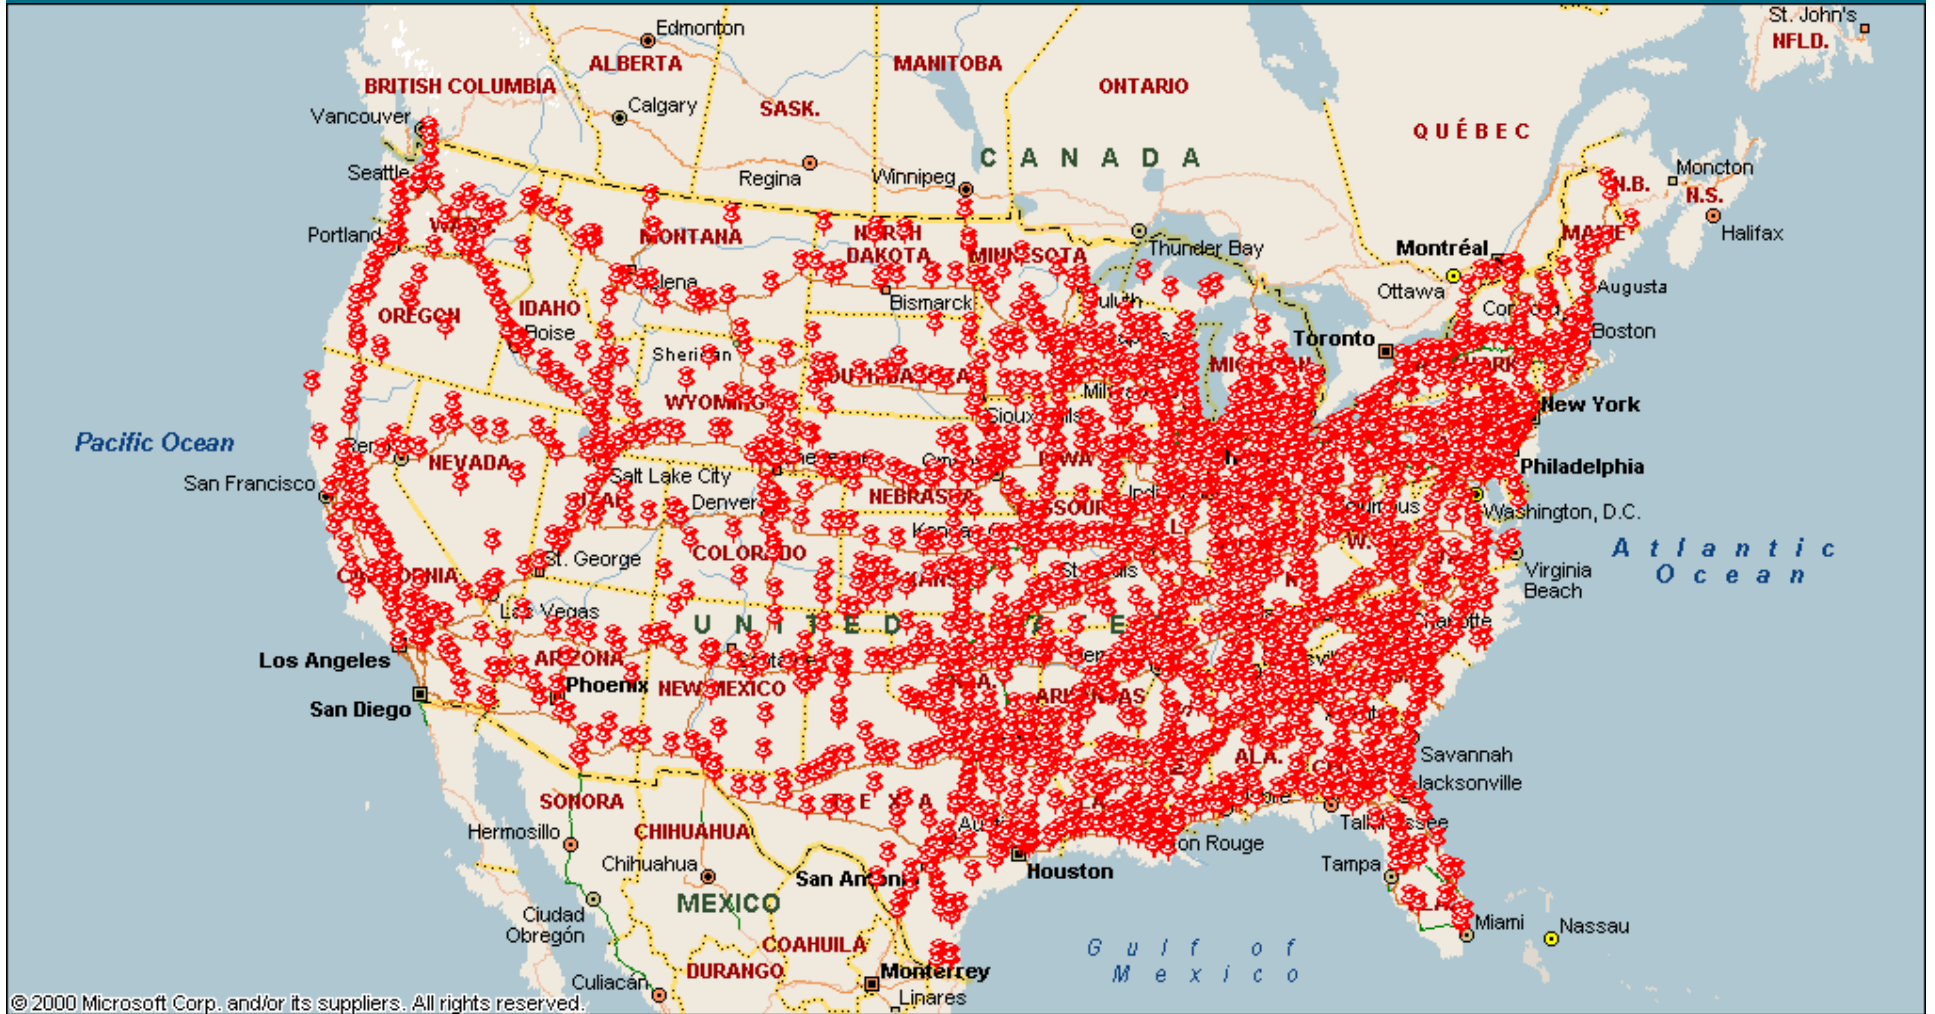 St. John's
NFLD.
Edmonton
ALBERTA
MANITOBA
ONTARIO
BRITISH COLUMBIA
Calgary
SASK.
Vancouver
QUÉBEC
CANADA
Seattle
Regina
Winnipeg
Moncton
N.B.
N.S.
Portland
MONTANA
NORTH
DAKOTA
MINNESOTA
Thunder Bay
Montréal
Halifax
Ottawa
Augusta
Bismarck
OREGON
IDAHO
Boise
Toronto
Boston
WYOMING
New York
Pacific Ocean
NEVADA
Salt Lake City
Philadelphia
San Francisco
Denver
Washington, D.C.
COLORADO
St. George
Atlantic
Ocean
Virginia
Beach
Las Vegas
UNITED
Los Angeles
ARIZONA
Phoenix
NEW MEXICO
ARKANSAS
San Diego
Savannah
ALA.
Jacksonville
SONORA
Hermosillo
CHIHUAHUA
Chihuahua
Tampa
Houston
MEXICO
Ciudad
Obregón
Miami
Nassau
COAHUILA
Gulf of
Mexico
DURANGO
Monterrey
Culiacán
Linares
© 2000 Microsoft Corp. and/or its suppliers. All rights reserved.